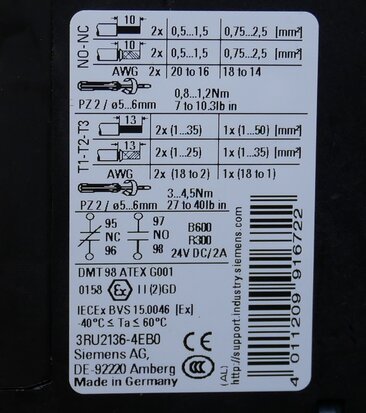 NO-NC
10 2x 0,5...1,5 0,75...2,5 [mm²]
10 2x 0,5...1,5 0,75...2,5 [mm²]
AWG 2x 20 to 16 18 to 14
0,8...1,2Nm
PZ 2 / ø5...6mm 7 to 10.3lb in
T1-T2-T3
13 2x (1...35) 1x (1...50) [mm²]
13 2x (1...25) 1x (1...35) [mm²]
AWG 2x (18 to 2) 1x (18 to 1)
3...4,5Nm
PZ 2 / ø5...6mm 27 to 40lb in
95 97
NC NO B600
R300
96 98 24V DC/2A
DMT 98 ATEX G001
0158 Ex II (2)GD
IECEx BVS 15.0046 [Ex]
-40°C ≤ Ta ≤ 60°C
3RU2136-4EB0 CE
Siemens AG,
DE-92220 Amberg CCC
Made in Germany
(AL)
http://support.industry.siemens.com
4 011209 916722